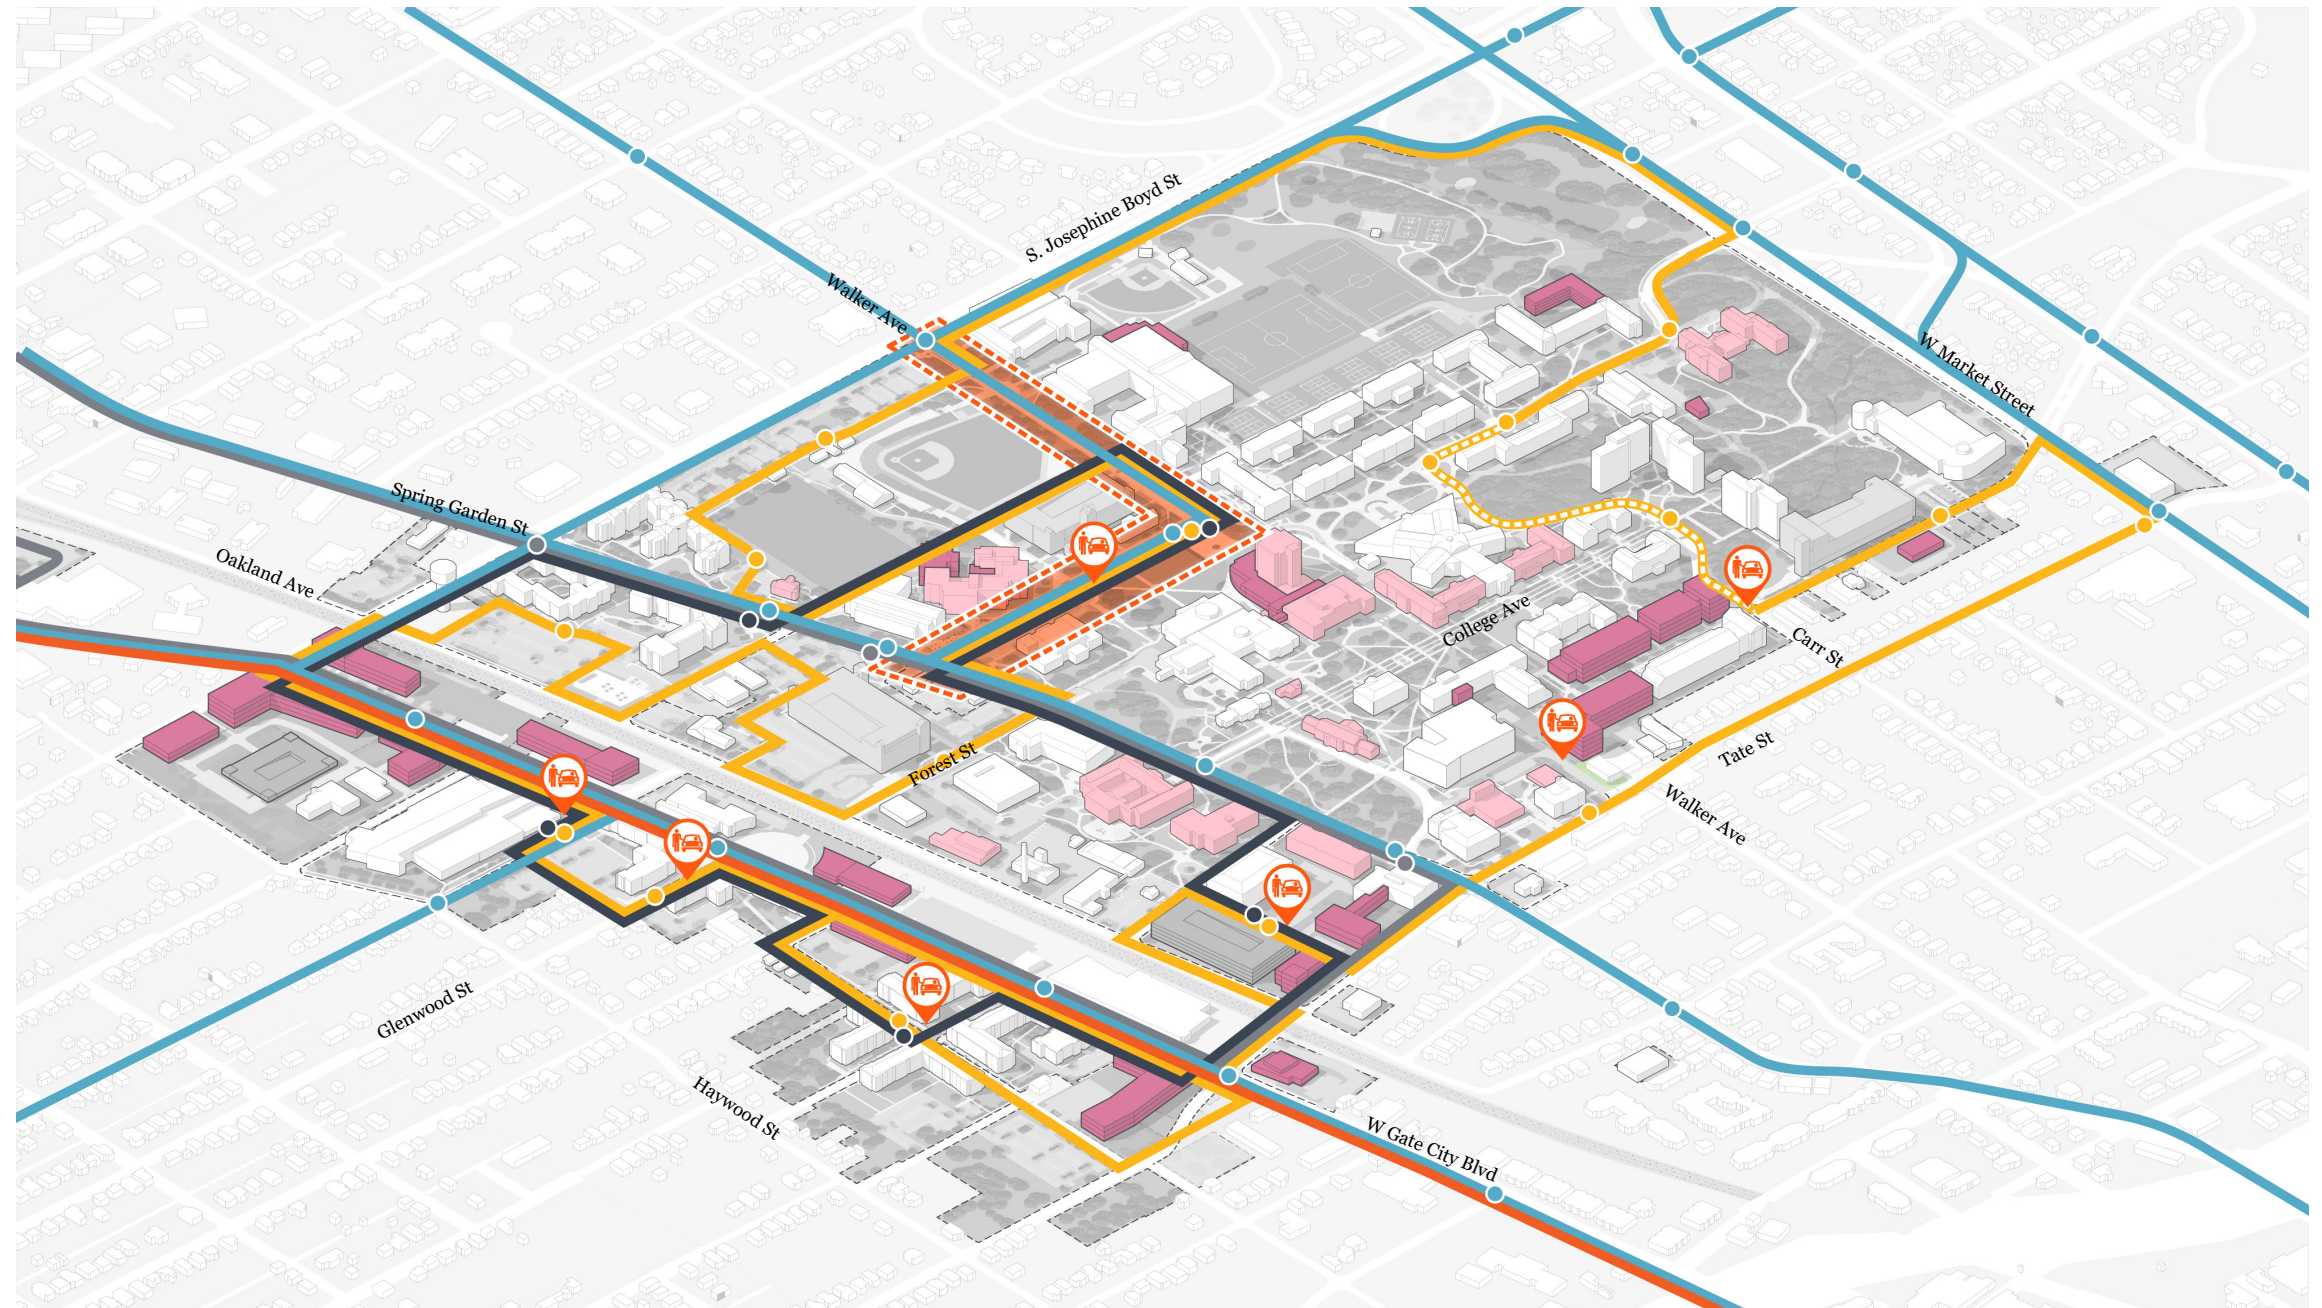 S. Josephine Boyd St
Walker Ave
W Market Street
Spring Garden St
Oakland Ave
College Ave
Carr St
Tate St
Forest St
Walker Ave
Glenwood St
Haywood St
W Gate City Blvd